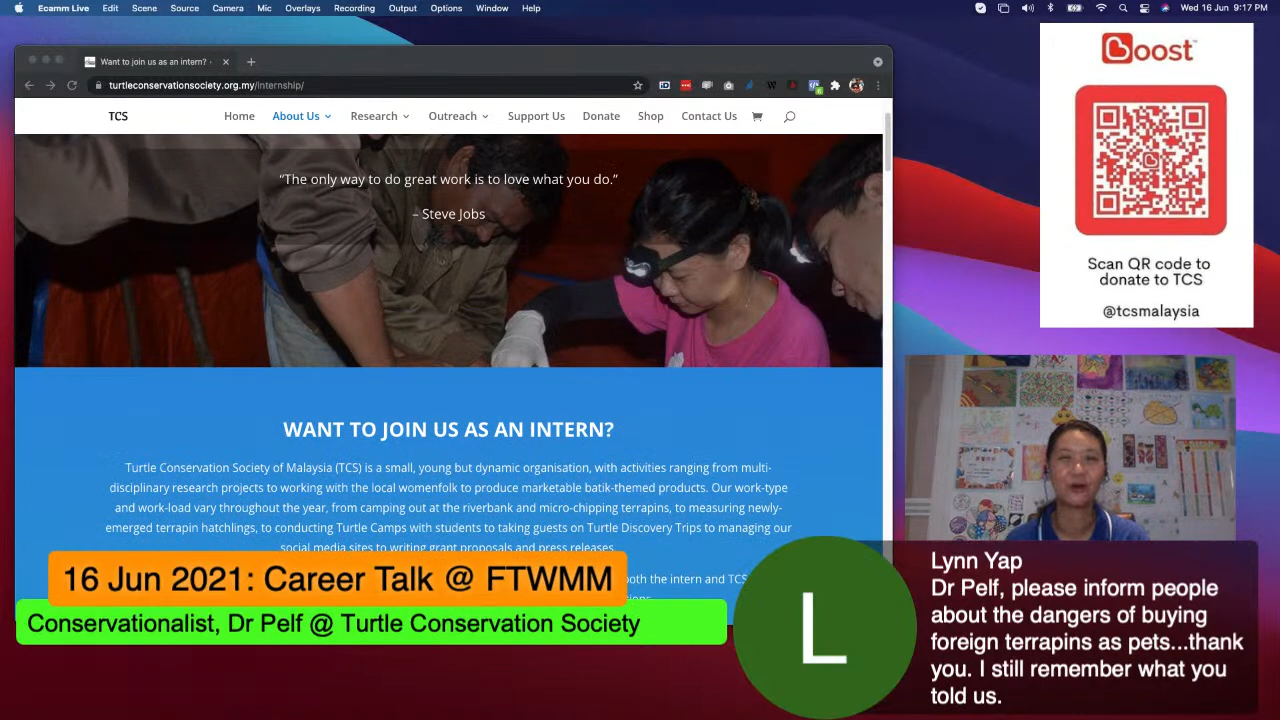 Ecamm Live Edit Scene Source Camera Mic Overlays Recording Output Options Window Help
Wed 16 Jun 9:17 PM
Want to join us as an intern?
turtleconservationsociety.org.my/internship/
TCS Home About Us Research Outreach Support Us Donate Shop Contact Us
“The only way to do great work is to love what you do.”
– Steve Jobs
WANT TO JOIN US AS AN INTERN?
Turtle Conservation Society of Malaysia (TCS) is a small, young but dynamic organisation, with activities ranging from multi-
disciplinary research projects to working with the local womenfolk to produce marketable batik-themed products. Our work-type
and work-load vary throughout the year, from camping out at the riverbank and micro-chipping terrapins, to measuring newly-
emerged terrapin hatchlings, to conducting Turtle Camps with students to taking guests on Turtle Discovery Trips to managing our
social media sites to writing grant proposals and press releases.
both the intern and TCS
16 Jun 2021: Career Talk @ FTWMM
Conservationalist, Dr Pelf @ Turtle Conservation Society
Boost™
Scan QR code to
donate to TCS
@tcsmalaysia
L
Lynn Yap
Dr Pelf, please inform people
about the dangers of buying
foreign terrapins as pets...thank
you. I still remember what you
told us.